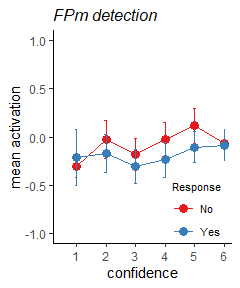 FPm detection
mean activation
1.0
0.5
0.0
-0.5
-1.0
Response
No
Yes
1 2 3 4 5 6
confidence